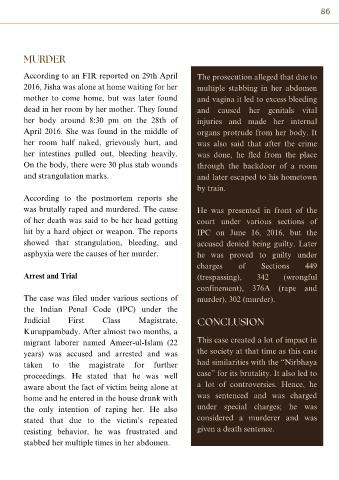 86
MURDER
According to an FIR reported on 29th April
2016, Jisha was alone at home waiting for her
mother to come home, but was later found
dead in her room by her mother. They found
her body around 8:30 pm on the 28th of
April 2016. She was found in the middle of
her room half naked, grievously hurt, and
her intestines pulled out, bleeding heavily.
On the body, there were 30 plus stab wounds
and strangulation marks.
According to the postmortem reports she
was brutally raped and murdered. The cause
of her death was said to be her head getting
hit by a hard object or weapon. The reports
showed that strangulation, bleeding, and
asphyxia were the causes of her murder.
Arrest and Trial
The case was filed under various sections of
the Indian Penal Code (IPC) under the
Judicial First Class Magistrate,
Kuruppambady. After almost two months, a
migrant laborer named Ameer-ul-Islam (22
years) was accused and arrested and was
taken to the magistrate for further
proceedings. He stated that he was well
aware about the fact of victim being alone at
home and he entered in the house drunk with
the only intention of raping her. He also
stated that due to the victim's repeated
resisting behavior, he was frustrated and
stabbed her multiple times in her abdomen.
The prosecution alleged that due to
multiple stabbing in her abdomen
and vagina it led to excess bleeding
and caused her genitals vital
injuries and made her internal
organs protrude from her body. It
was also said that after the crime
was done, he fled from the place
through the backdoor of a room
and later escaped to his hometown
by train.
He was presented in front of the
court under various sections of
IPC on June 16, 2016, but the
accused denied being guilty. Later
he was proved to guilty under
charges of Sections 449
(trespassing), 342 (wrongful
confinement), 376A (rape and
murder), 302 (murder).
CONCLUSION
This case created a lot of impact in
the society at that time as this case
had similarities with the "Nirbhaya
case" for its brutality. It also led to
a lot of controversies. Hence, he
was sentenced and was charged
under special charges; he was
considered a murderer and was
given a death sentence.